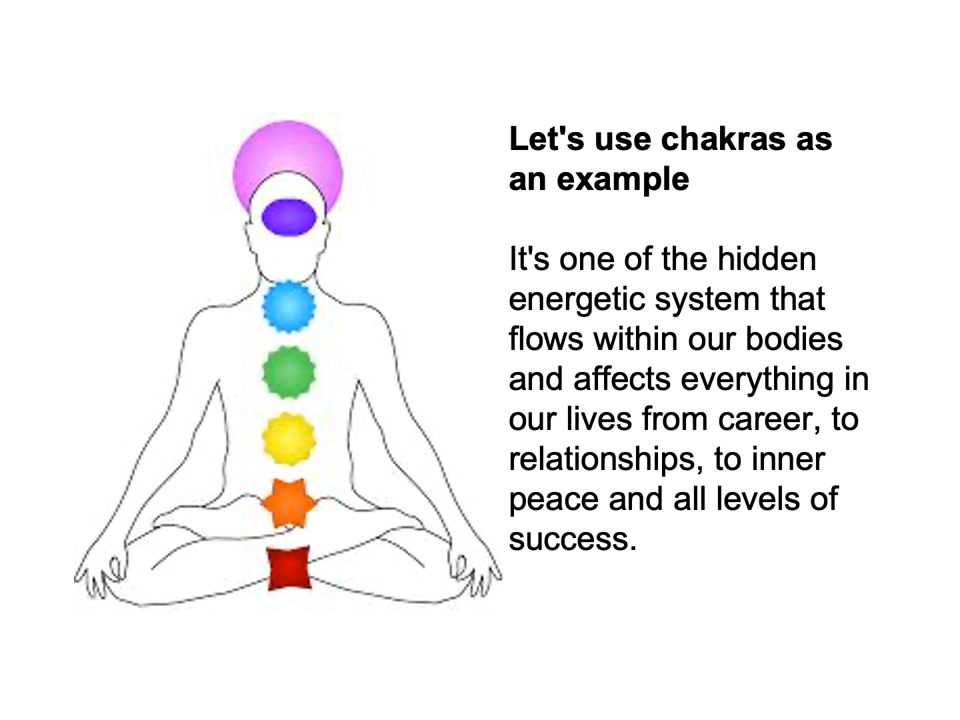 Let's use chakras as
an example
It's one of the hidden
energetic system that
flows within our bodies
and affects everything in
our lives from career, to
relationships, to inner
peace and all levels of
success.